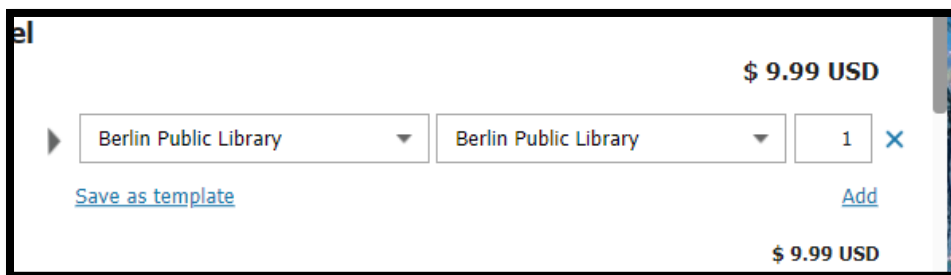 el
$ 9.99 USD
Berlin Public Library Berlin Public Library 1
Save as template Add
$ 9.99 USD